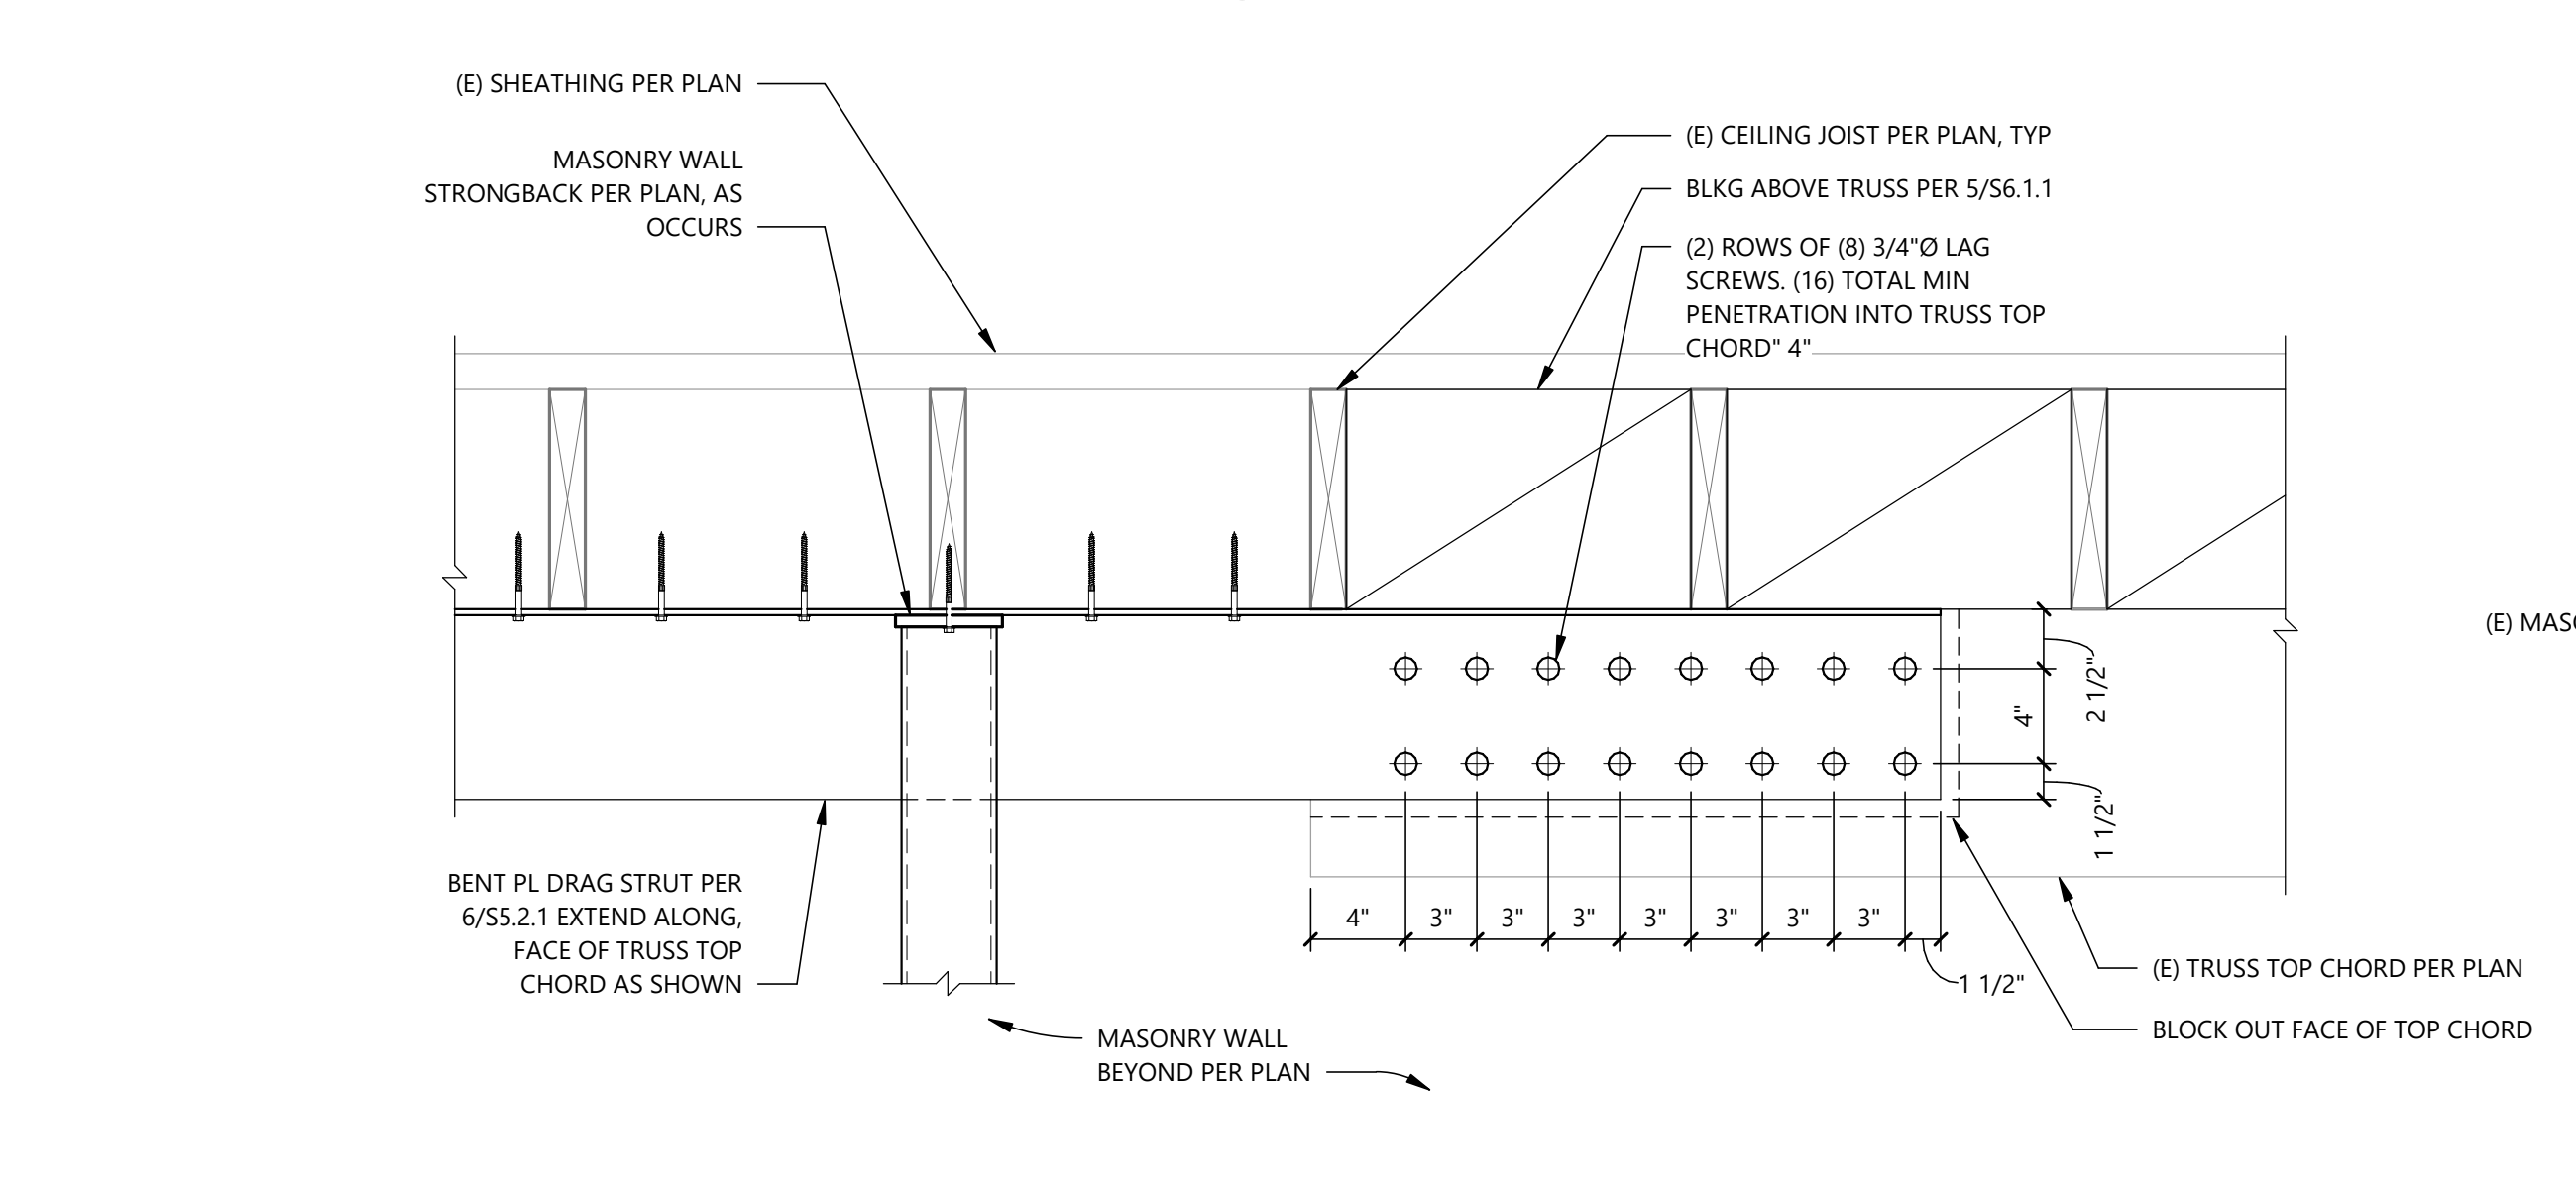 (E) SHEATHING PER PLAN
MASONRY WALL
STRONGBACK PER PLAN, AS
OCCURS
(E) CEILING JOIST PER PLAN, TYP
BLKG ABOVE TRUSS PER 5/S6.1.1
(2) ROWS OF (8) 3/4"Ø LAG
SCREWS. (16) TOTAL MIN
PENETRATION INTO TRUSS TOP
CHORD" 4"
(E) MAS
2 1/2"
4"
1 1/2"
BENT PL DRAG STRUT PER
6/S5.2.1 EXTEND ALONG,
FACE OF TRUSS TOP
CHORD AS SHOWN
4" 3" 3" 3" 3" 3" 3" 3"
1 1/2"
(E) TRUSS TOP CHORD PER PLAN
BLOCK OUT FACE OF TOP CHORD
MASONRY WALL
BEYOND PER PLAN